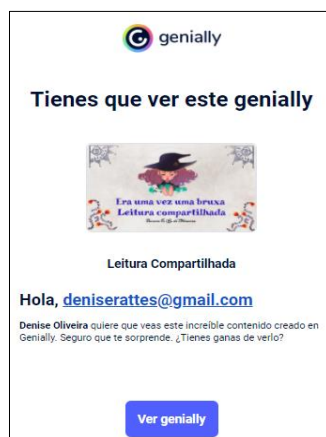 genially
Tienes que ver este genially
Era uma vez uma bruxa
Leitura compartilhada
Leitura Compartilhada
Hola, deniserattes@gmail.com
Denise Oliveira quiere que veas este increíble contenido creado en
Genially. Seguro que te sorprende. ¿Tienes ganas de verlo?
Ver genially